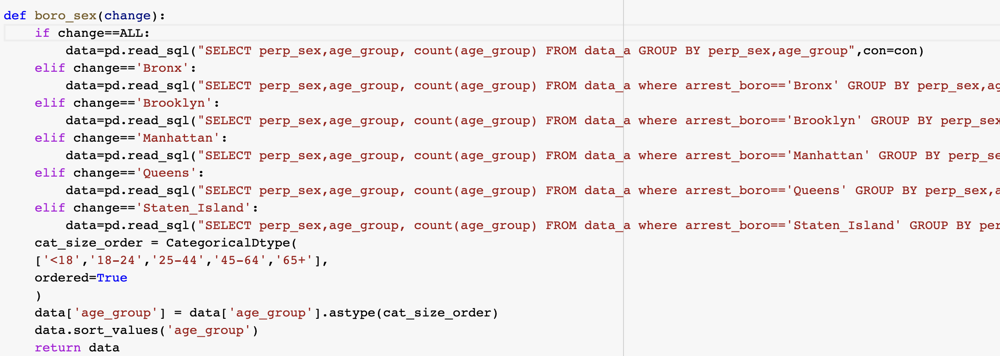 def boro_sex(change):
    if change==ALL:
        data=pd.read_sql("SELECT perp_sex,age_group, count(age_group) FROM data_a GROUP BY perp_sex,age_group",con=con)
    elif change=='Bronx':
        data=pd.read_sql("SELECT perp_sex,age_group, count(age_group) FROM data_a where arrest_boro=='Bronx' GROUP BY perp_sex,ag
    elif change=='Brooklyn':
        data=pd.read_sql("SELECT perp_sex,age_group, count(age_group) FROM data_a where arrest_boro=='Brooklyn' GROUP BY perp_sex
    elif change=='Manhattan':
        data=pd.read_sql("SELECT perp_sex,age_group, count(age_group) FROM data_a where arrest_boro=='Manhattan' GROUP BY perp_se
    elif change=='Queens':
        data=pd.read_sql("SELECT perp_sex,age_group, count(age_group) FROM data_a where arrest_boro=='Queens' GROUP BY perp_sex,a
    elif change=='Staten_Island':
        data=pd.read_sql("SELECT perp_sex,age_group, count(age_group) FROM data_a where arrest_boro=='Staten_Island' GROUP BY per
    cat_size_order = CategoricalDtype(
    ['<18','18-24','25-44','45-64','65+'],
    ordered=True
    )
    data['age_group'] = data['age_group'].astype(cat_size_order)
    data.sort_values('age_group')
    return data